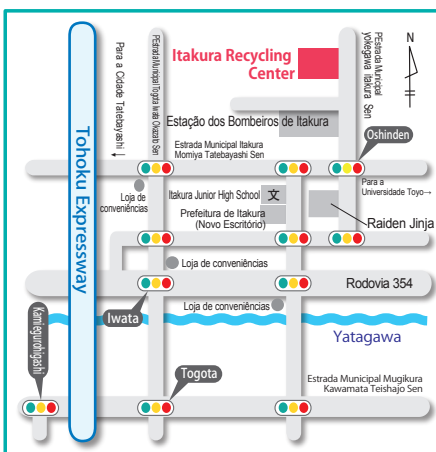 Itakura Recycling
Center
N
PEstrada Municipal
yokegawa Itakura Sen
Para a Cidade Tatebayashi
PEstrada Municipal Togota Iwata Okazato Sen
Estação dos Bombeiros de Itakura
Oshinden
Estrada Municipal Itakura
Momiya Tatebayashi Sen
Para a
Universidade Toyo→
Loja de
conveniências
Itakura Junior High School
文
Prefeitura de Itakura
(Novo Escritório)
Raiden Jinja
Tohoku Expressway
Loja de conveniências
Rodovia 354
Loja de conveniências
Iwata
Yatagawa
Kamiegurohigashi
Togota
Estrada Municipal Mugikura
Kawamata Teishajo Sen